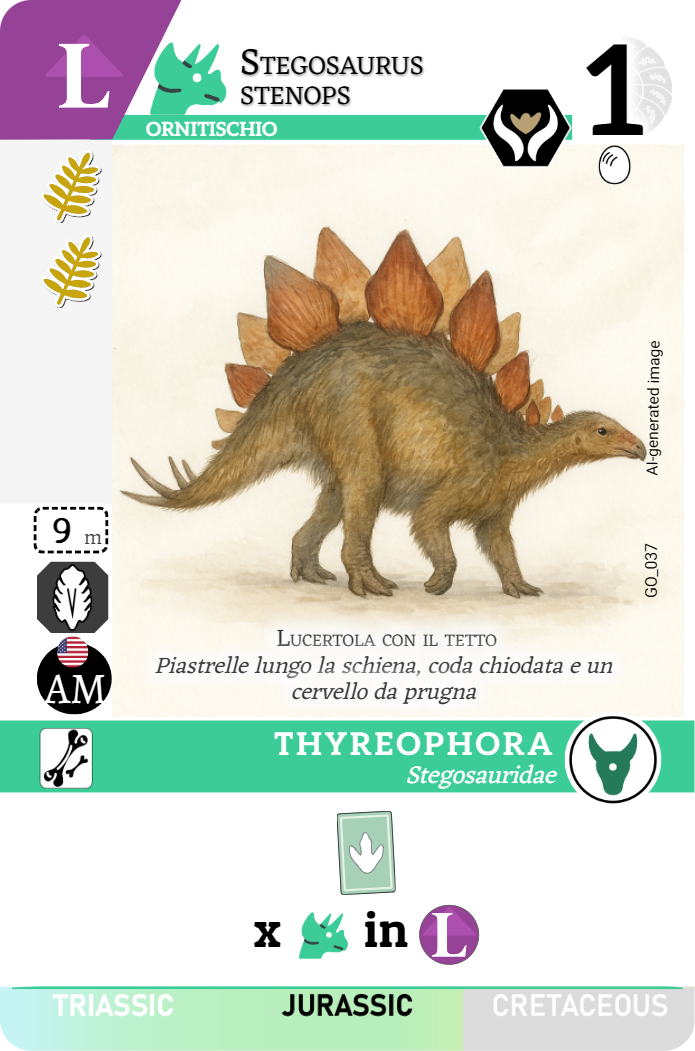 L
STEGOSAURUS
STENOPS
1
ORNITISCHIO
AI-generated image
GO_037
9 m
V
AM
LUCERTOLA CON IL TETTO
Piastrelle lungo la schiena, coda chiodata e un
cervello da prugna
THYREOPHORA
Stegosauridae
x in L
TRIASSIC JURASSIC CRETACEOUS